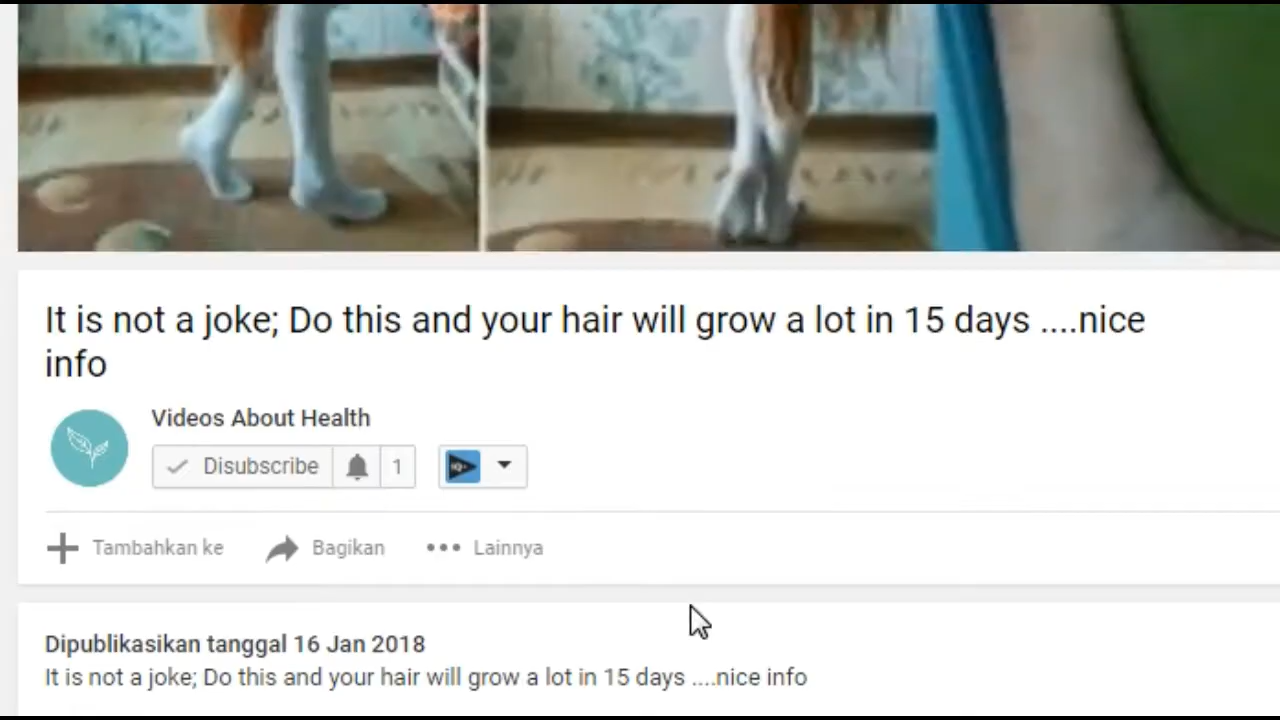 It is not a joke; Do this and your hair will grow a lot in 15 days ....nice
info
Videos About Health
Disubscribe 1
Tambahkan ke Bagikan Lainnya
Dipublikasikan tanggal 16 Jan 2018
It is not a joke; Do this and your hair will grow a lot in 15 days ....nice info